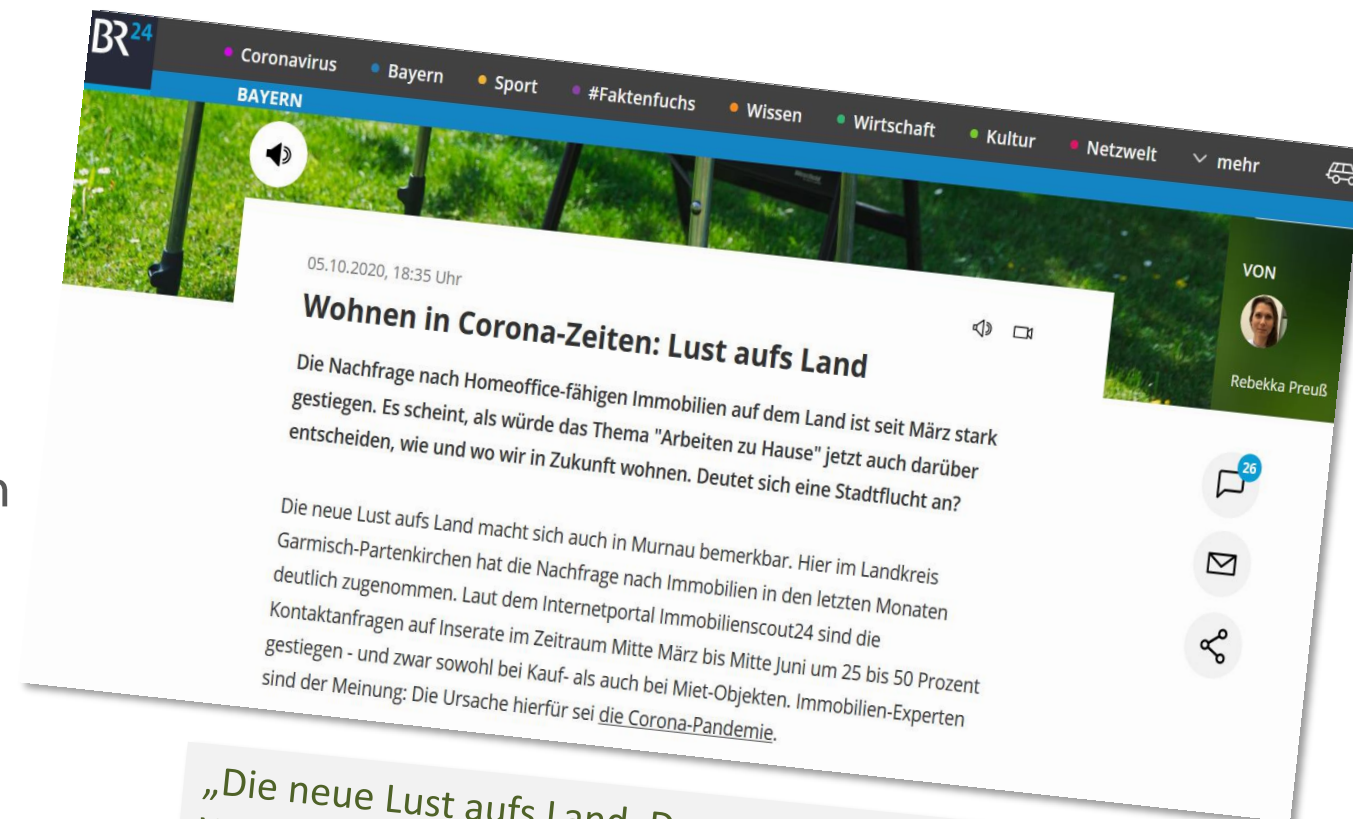 BR24
Coronavirus Bayern Sport #Faktenfuchs Wissen Wirtschaft Kultur Netzwelt mehr
BAYERN
VON
Rebekka Preuß
05.10.2020, 18:35 Uhr
Wohnen in Corona-Zeiten: Lust aufs Land
Die Nachfrage nach Homeoffice-fähigen Immobilien auf dem Land ist seit März stark
gestiegen. Es scheint, als würde das Thema "Arbeiten zu Hause" jetzt auch darüber
entscheiden, wie und wo wir in Zukunft wohnen. Deutet sich eine Stadtflucht an?
26
Die neue Lust aufs Land macht sich auch in Murnau bemerkbar. Hier im Landkreis
Garmisch-Partenkirchen hat die Nachfrage nach Immobilien in den letzten Monaten
deutlich zugenommen. Laut dem Internetportal Immobilienscout24 sind die
Kontaktanfragen auf Inserate im Zeitraum Mitte März bis Mitte Juni um 25 bis 50 Prozent
gestiegen - und zwar sowohl bei Kauf- als auch bei Miet-Objekten. Immobilien-Experten
sind der Meinung: Die Ursache hierfür sei die Corona-Pandemie.
n
„Die neue Lust aufs Land